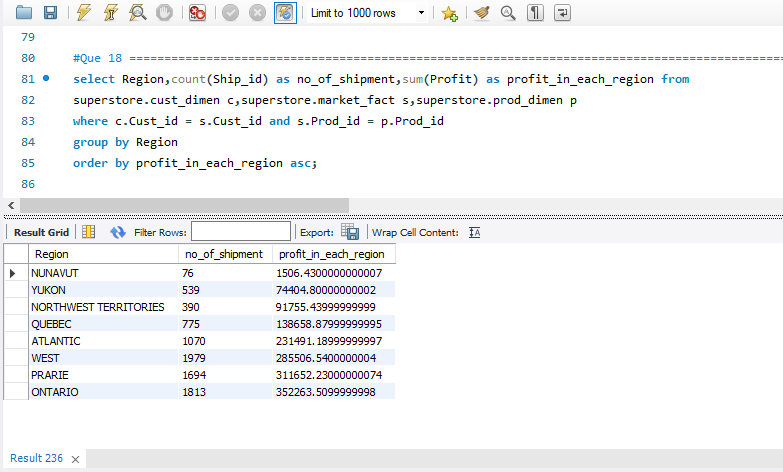 Limit to 1000 rows
79
80 #Que 18 ==========================================================================================
81 select Region,count(Ship_id) as no_of_shipment,sum(Profit) as profit_in_each_region from
82 superstore.cust_dimen c,superstore.market_fact s,superstore.prod_dimen p
83 where c.Cust_id = s.Cust_id and s.Prod_id = p.Prod_id
84 group by Region
85 order by profit_in_each_region asc;
86
Result Grid Filter Rows: Export: Wrap Cell Content: IA
Region no_of_shipment profit_in_each_region
NUNAVUT 76 1506.4300000000007
YUKON 539 74404.80000000002
NORTHWEST TERRITORIES 390 91755.43999999999
QUEBEC 775 138658.87999999995
ATLANTIC 1070 231491.18999999997
WEST 1979 285506.5400000004
PRARIE 1694 311652.23000000074
ONTARIO 1813 352263.5099999998
Result 236 ×